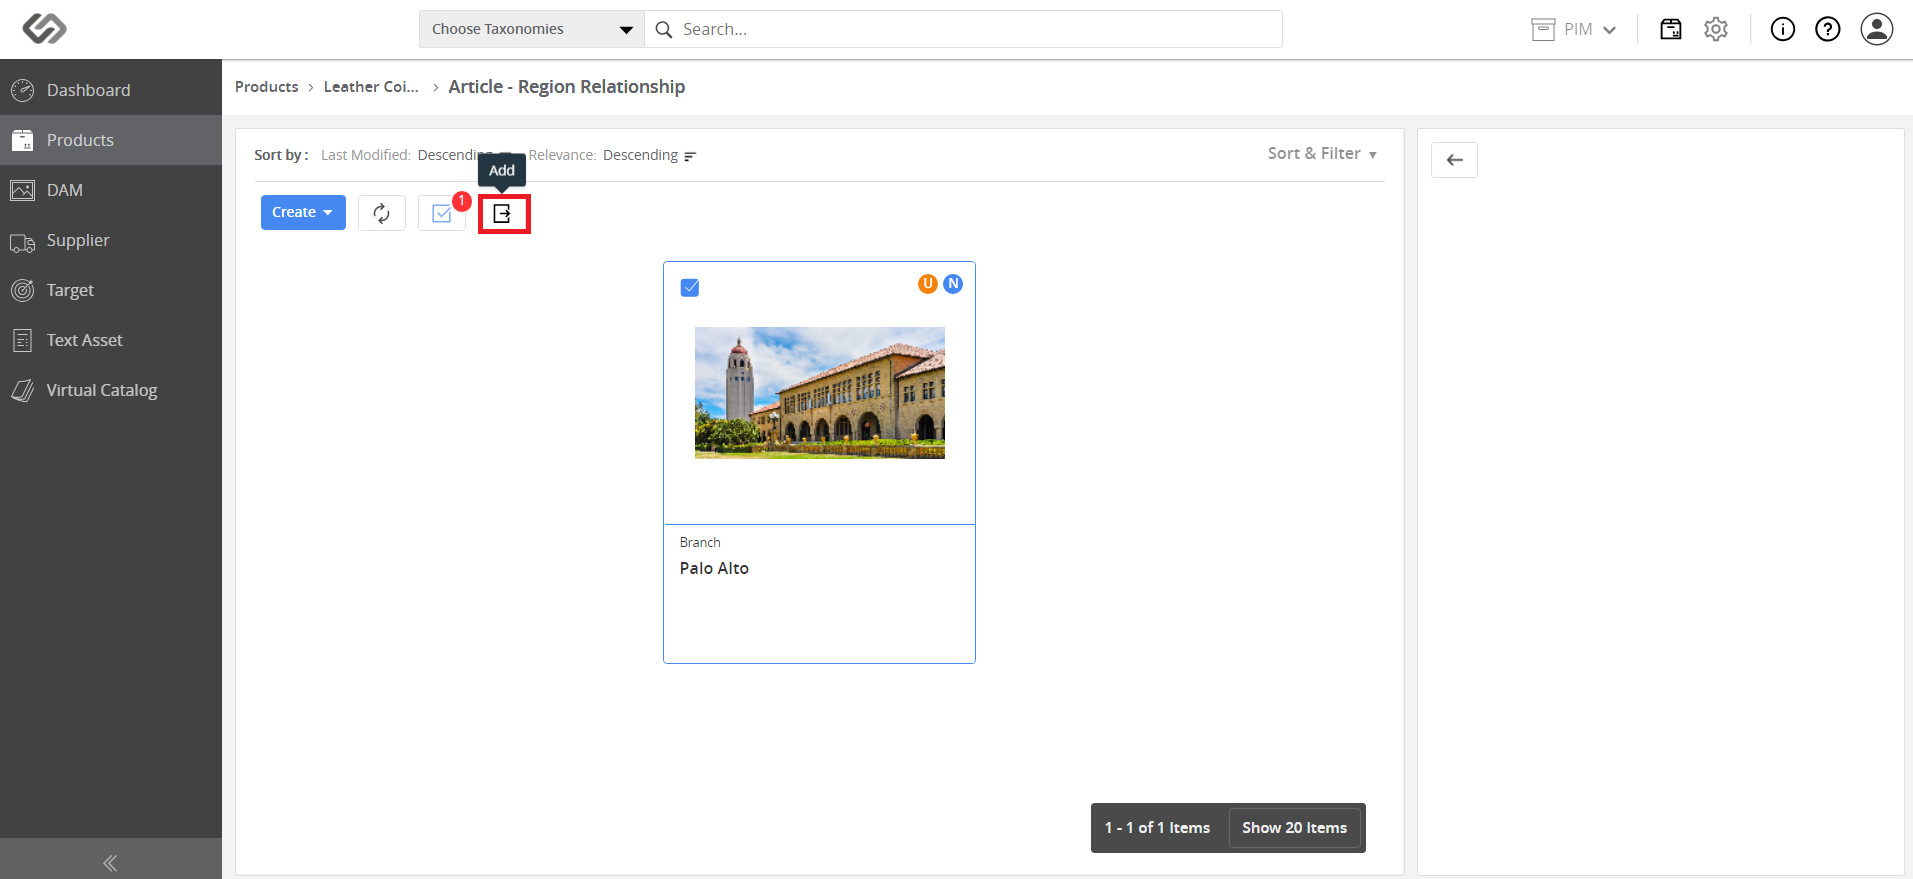 Choose Taxonomies
Search...
PIM
Dashboard
Products
DAM
Supplier
Target
Text Asset
Virtual Catalog
Products > Leather Coi... > Article - Region Relationship
Sort by : Last Modified: Descending Relevance: Descending
Sort & Filter
Add
Create
1
U N
Branch
Palo Alto
1 - 1 of 1 Items Show 20 Items